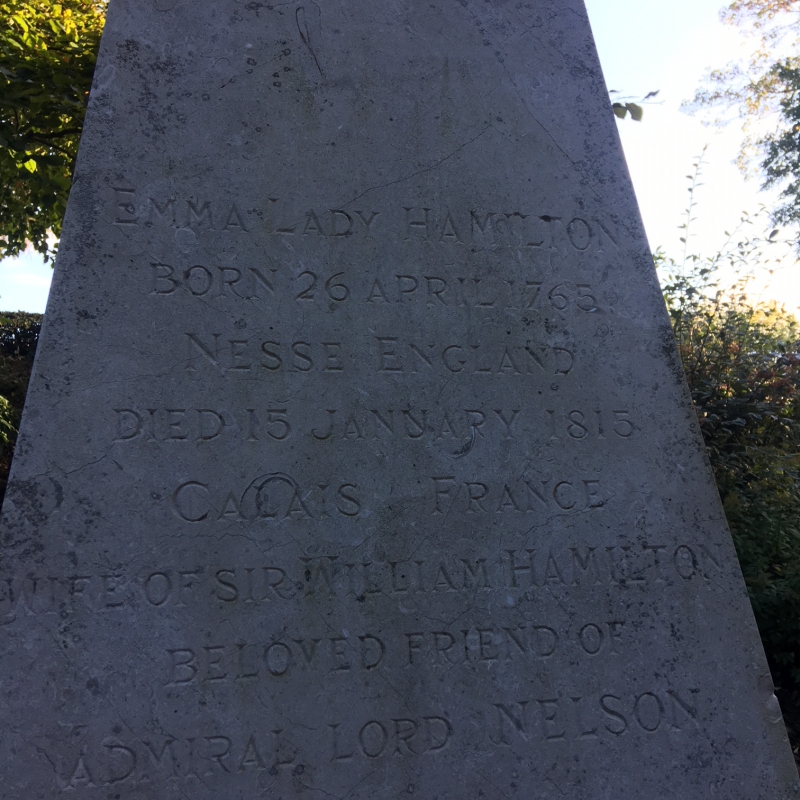 EMMA LADY HAMILTON
BORN 26 APRIL 1765
NESSE ENGLAND
DIED 15 JANUARY 1815
CALAIS FRANCE
WIFE OF SIR WILLIAM HAMILTON
BELOVED FRIEND OF
ADMIRAL LORD NELSON